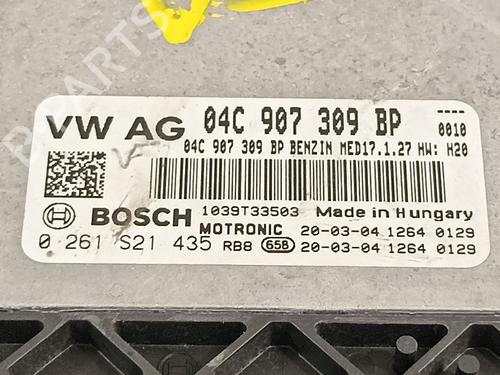 VW AG 04C 907 309 BP 0010
04C 907 309 BP BENZIN MED17.1.27 HW: H20
BOSCH 1039T33503 Made in Hungary
MOTRONIC 20-03-04 1264 0129
0 261 S21 435 RB8 658 20-03-04 1264 0129